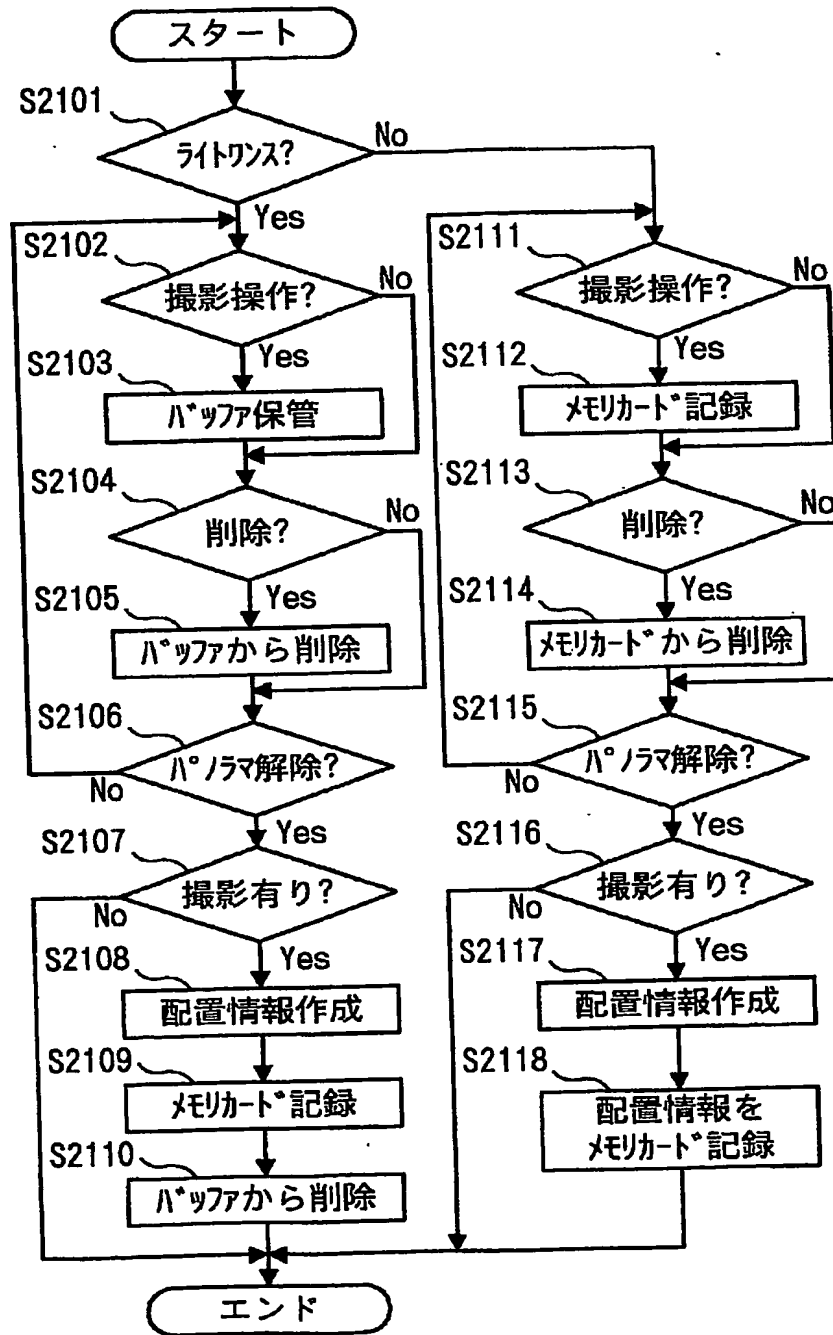 スタート
S2101
ﾗｲﾄﾜﾝｽ?
No
Yes
S2102
撮影操作?
No
Yes
S2103
ﾊﾞｯﾌｧ保管
S2104
削除?
No
Yes
S2105
ﾊﾞｯﾌｧから削除
S2106
ﾊﾟﾉﾗﾏ解除?
No
Yes
S2107
撮影有り?
No
Yes
S2108
配置情報作成
S2109
ﾒﾓﾘｶｰﾄﾞ記録
S2110
ﾊﾞｯﾌｧから削除
S2111
撮影操作?
No
Yes
S2112
ﾒﾓﾘｶｰﾄﾞ記録
S2113
削除?
No
Yes
S2114
ﾒﾓﾘｶｰﾄﾞから削除
S2115
ﾊﾟﾉﾗﾏ解除?
No
Yes
S2116
撮影有り?
No
Yes
S2117
配置情報作成
S2118
配置情報を
ﾒﾓﾘｶｰﾄﾞ記録
エンド